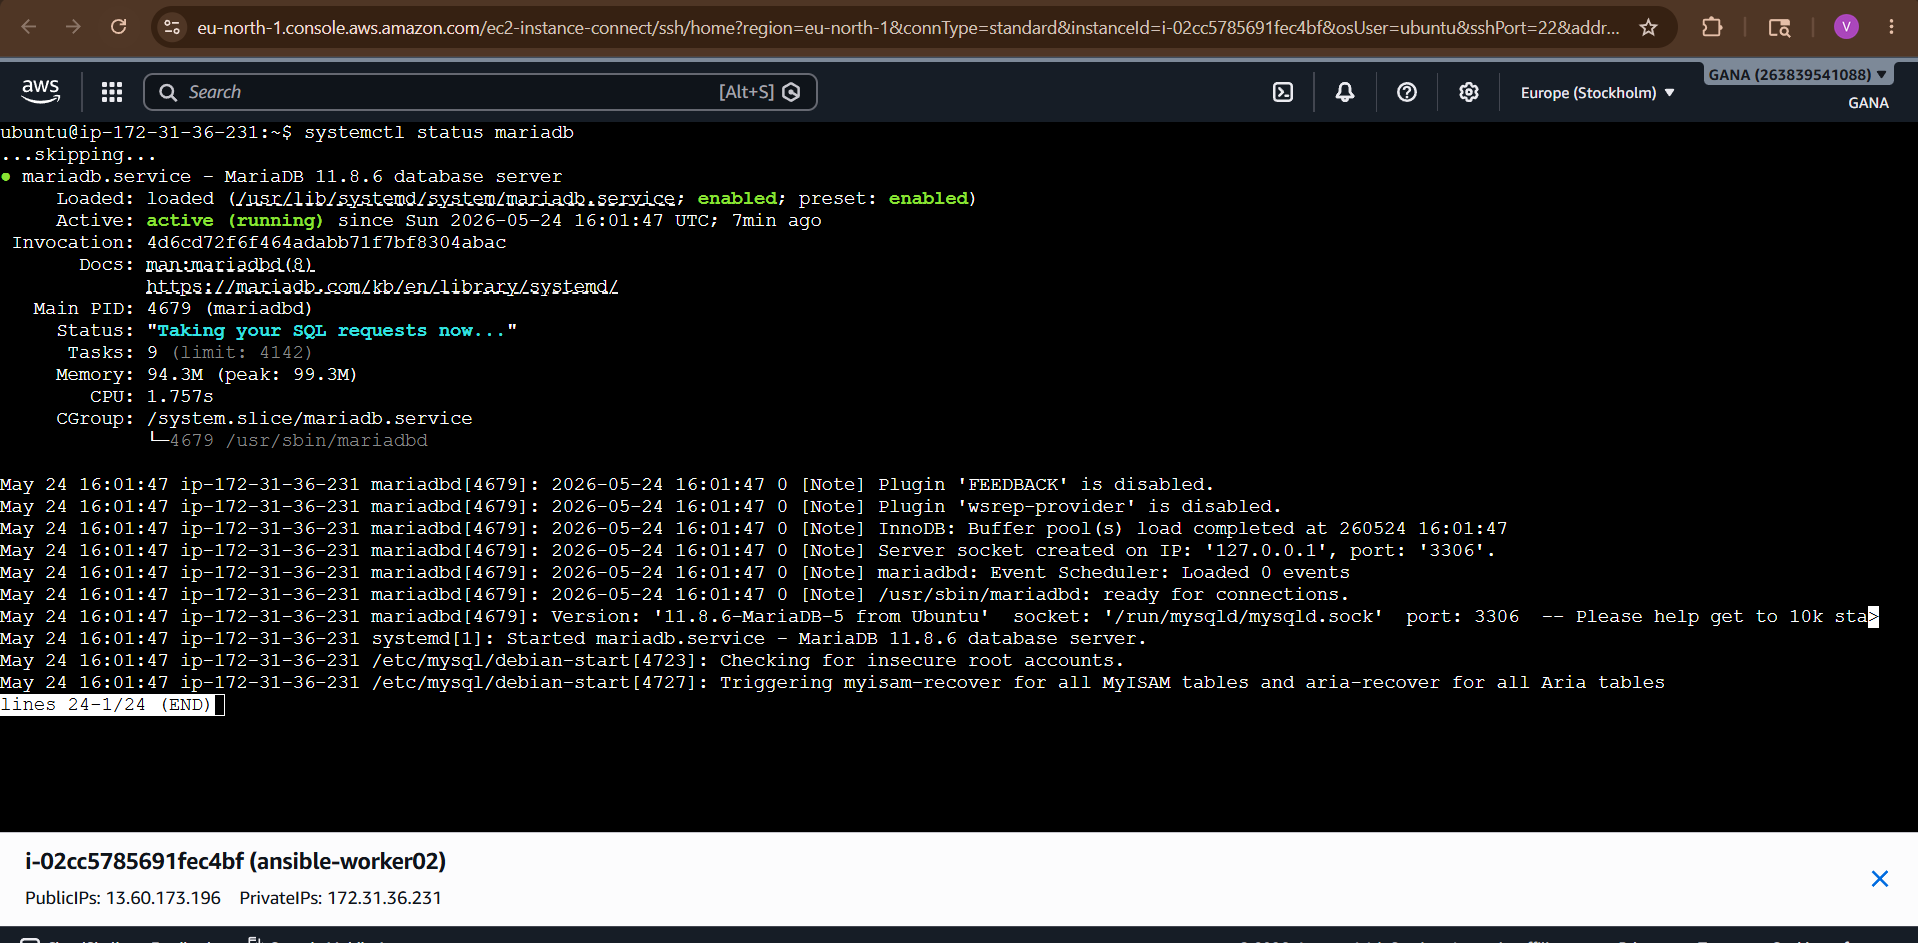 eu-north-1.console.aws.amazon.com/ec2-instance-connect/ssh/home?region=eu-north-1&connType=standard&instanceId=i-02cc5785691fec4bf&osUser=ubuntu&sshPort=22&addr...
V
aws
Search
[Alt+S]
Europe (Stockholm)
GANA (263839541088)
GANA
ubuntu@ip-172-31-36-231:~$ systemctl status mariadb
...skipping...
● mariadb.service - MariaDB 11.8.6 database server
Loaded: loaded (/usr/lib/systemd/system/mariadb.service; enabled; preset: enabled)
Active: active (running) since Sun 2026-05-24 16:01:47 UTC; 7min ago
Invocation: 4d6cd72f6f464adabb71f7bf8304abac
Docs: man:mariadbd(8)
https://mariadb.com/kb/en/library/systemd/
Main PID: 4679 (mariadbd)
Status: "Taking your SQL requests now..."
Tasks: 9 (limit: 4142)
Memory: 94.3M (peak: 99.3M)
CPU: 1.757s
CGroup: /system.slice/mariadb.service
└─4679 /usr/sbin/mariadbd
May 24 16:01:47 ip-172-31-36-231 mariadbd[4679]: 2026-05-24 16:01:47 0 [Note] Plugin 'FEEDBACK' is disabled.
May 24 16:01:47 ip-172-31-36-231 mariadbd[4679]: 2026-05-24 16:01:47 0 [Note] Plugin 'wsrep-provider' is disabled.
May 24 16:01:47 ip-172-31-36-231 mariadbd[4679]: 2026-05-24 16:01:47 0 [Note] InnoDB: Buffer pool(s) load completed at 260524 16:01:47
May 24 16:01:47 ip-172-31-36-231 mariadbd[4679]: 2026-05-24 16:01:47 0 [Note] Server socket created on IP: '127.0.0.1', port: '3306'.
May 24 16:01:47 ip-172-31-36-231 mariadbd[4679]: 2026-05-24 16:01:47 0 [Note] mariadbd: Event Scheduler: Loaded 0 events
May 24 16:01:47 ip-172-31-36-231 mariadbd[4679]: 2026-05-24 16:01:47 0 [Note] /usr/sbin/mariadbd: ready for connections.
May 24 16:01:47 ip-172-31-36-231 mariadbd[4679]: Version: '11.8.6-MariaDB-5 from Ubuntu'  socket: '/run/mysqld/mysqld.sock'  port: 3306  -- Please help get to 10k sta>
May 24 16:01:47 ip-172-31-36-231 systemd[1]: Started mariadb.service - MariaDB 11.8.6 database server.
May 24 16:01:47 ip-172-31-36-231 /etc/mysql/debian-start[4723]: Checking for insecure root accounts.
May 24 16:01:47 ip-172-31-36-231 /etc/mysql/debian-start[4727]: Triggering myisam-recover for all MyISAM tables and aria-recover for all Aria tables
lines 24-1/24 (END)
i-02cc5785691fec4bf (ansible-worker02)
PublicIPs: 13.60.173.196 PrivateIPs: 172.31.36.231